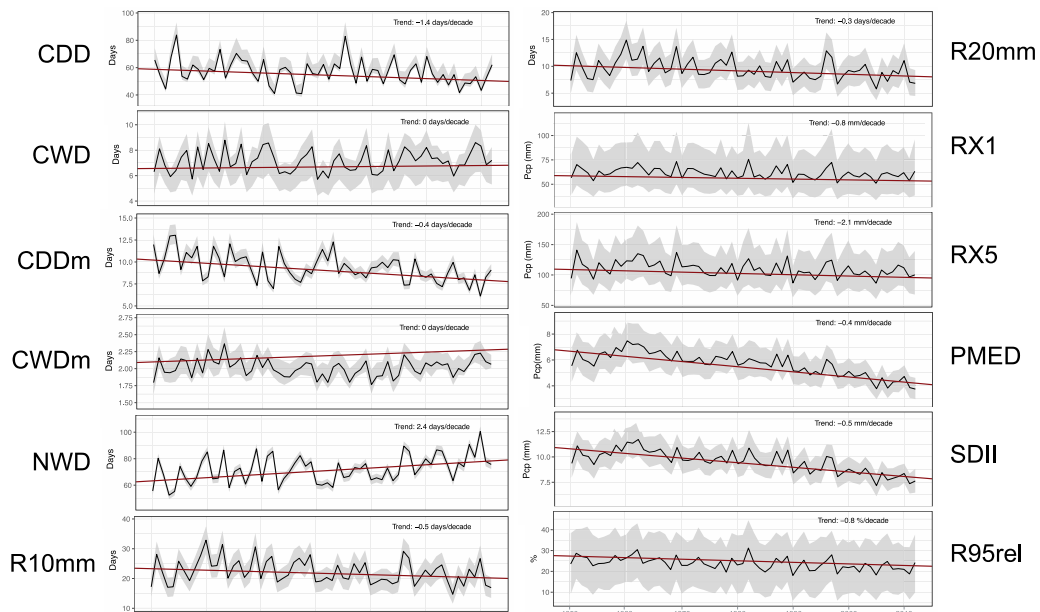 CDD
Days
100
80
60
40
Trend: −1.4 days/decade
CWD
Days
10
8
6
4
Trend: 0 days/decade
CDDm
Days
15.0
12.5
10.0
7.5
5.0
Trend: −0.4 days/decade
CWDm
Days
2.75
2.50
2.25
2.00
1.75
Trend: 0 days/decade
NWD
Days
100
80
60
Trend: 2.4 days/decade
R10mm
Days
40
30
20
10
Trend: −0.5 days/decade
R20mm
Days
20
15
10
5
Trend: −0.3 days/decade
RX1
Pcp (mm)
100
75
50
Trend: −0.8 mm/decade
RX5
Pcp (mm)
200
150
100
50
Trend: −2.1 mm/decade
PMED
Pcp(mm)
8
6
4
Trend: −0.4 mm/decade
SDII
Pcp (mm)
12.5
10.0
7.5
Trend: −0.5 mm/decade
R95rel
%
40
30
20
10
Trend: −0.8 %/decade